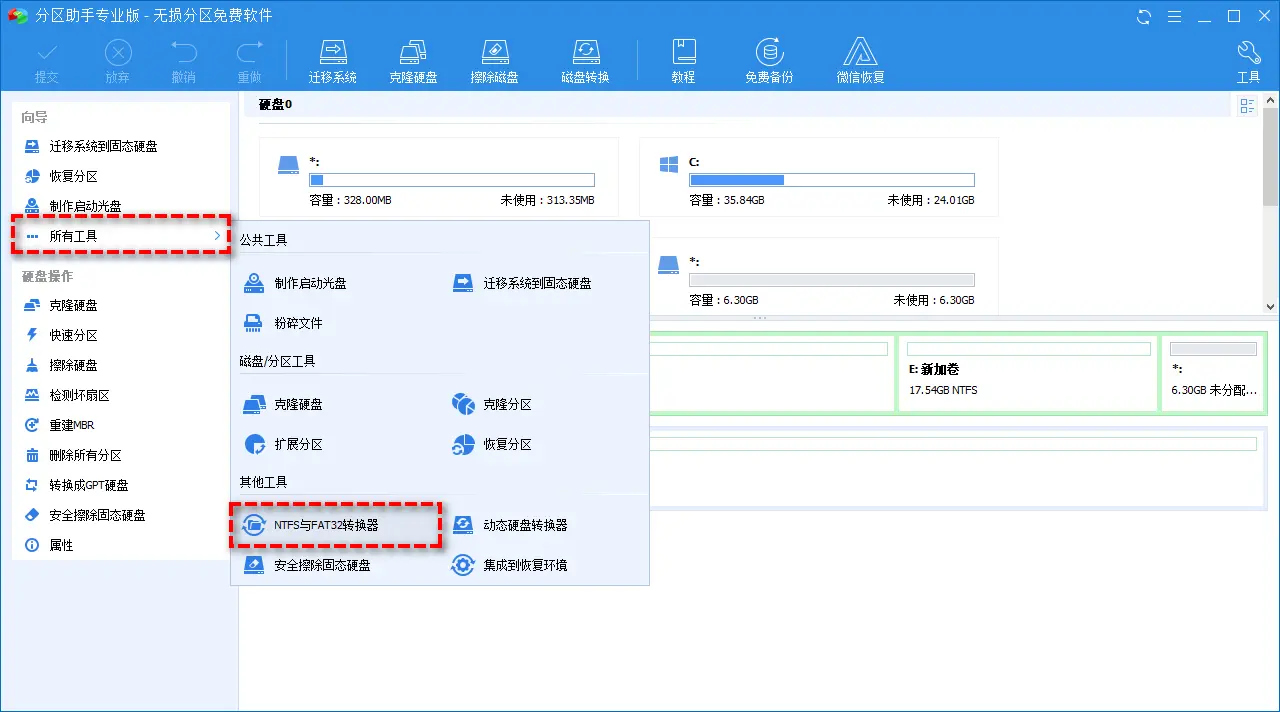 分区助手专业版 - 无损分区免费软件
提交 放弃 撤销 重做 迁移系统 克隆硬盘 擦除磁盘 磁盘转换 教程 免费备份 微信恢复 工具
向导
迁移系统到固态硬盘
恢复分区
制作启动光盘
所有工具
硬盘操作
克隆硬盘
快速分区
擦除硬盘
检测坏扇区
重建MBR
删除所有分区
转换成GPT硬盘
安全擦除固态硬盘
属性
硬盘0
*:
容量：328.00MB 未使用：313.35MB
C:
容量：35.84GB 未使用：24.01GB
*:
容量：6.30GB 未使用：6.30GB
公共工具
制作启动光盘 迁移系统到固态硬盘
粉碎文件
磁盘/分区工具
克隆硬盘 克隆分区
扩展分区 恢复分区
其他工具
NTFS与FAT32转换器 动态硬盘转换器
安全擦除固态硬盘 集成到恢复环境
E: 新加卷
17.54GB NTFS
*:
6.30GB 未分配...